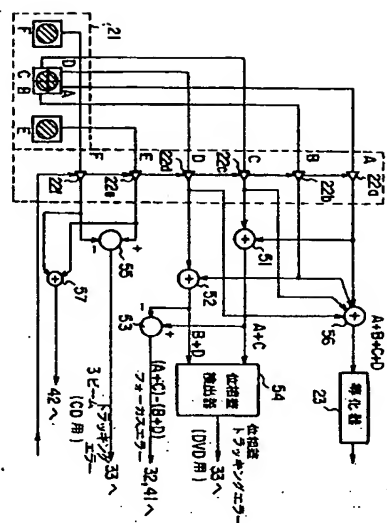 21
F
D
C
A
B
E
F
E
D
C
B
A
22f
22e
22d
22c
22b
22a
51
52
53
54
55
56
57
+
-
A+B+C+D
等化器
23
A+C
B+D
位相差
検出器
位相差
トラッキングエラー
33へ
(DVD用)
(A+C)-(B+D)
フォーカスエラー
32,41へ
3ビームトラッキング
エラー
33へ
(CD用)
42へ